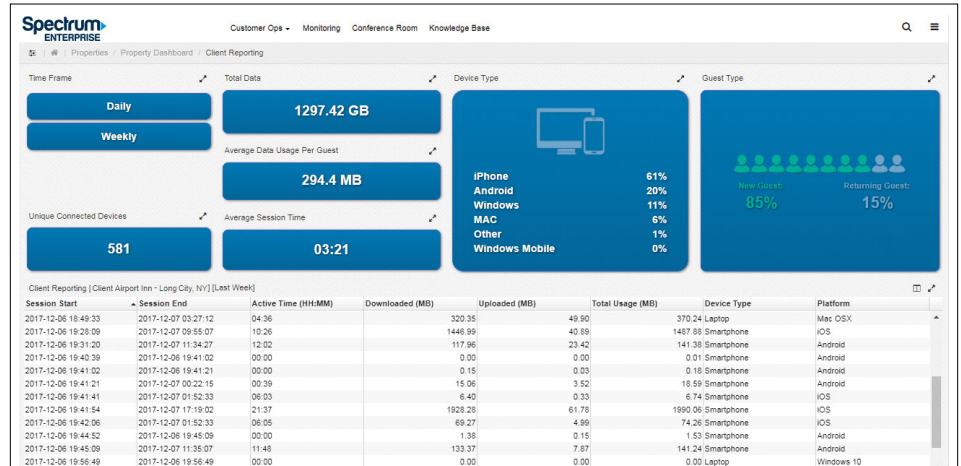 Spectrum
ENTERPRISE
Customer Ops Monitoring Conference Room Knowledge Base
Properties / Property Dashboard / Client Reporting
Time Frame
Daily
Weekly
Unique Connected Devices
581
Total Data
1297.42 GB
Average Data Usage Per Guest
294.4 MB
Average Session Time
03:21
Device Type
iPhone 61%
Android 20%
Windows 11%
MAC 6%
Other 1%
Windows Mobile 0%
Guest Type
New Guest: Returning Guest:
85% 15%
Client Reporting [Client Airport Inn - Long City, NY] [Last Week]
Session Start Session End Active Time (HH:MM) Downloaded (MB) Uploaded (MB) Total Usage (MB) Device Type Platform
2017-12-06 18:49:33 2017-12-07 03:27:12 04:36 320.35 49.90 370.24 Laptop Mac OSX
2017-12-06 19:28:09 2017-12-07 09:55:07 10:26 1446.99 40.89 1487.88 Smartphone iOS
2017-12-06 19:31:20 2017-12-07 11:34:27 12:02 117.96 23.42 141.38 Smartphone Android
2017-12-06 19:40:39 2017-12-06 19:41:02 00:00 0.00 0.00 0.01 Smartphone Android
2017-12-06 19:41:02 2017-12-06 19:41:21 00:00 0.15 0.03 0.18 Smartphone Android
2017-12-06 19:41:21 2017-12-07 00:22:15 00:39 15.06 3.52 18.59 Smartphone Android
2017-12-06 19:41:41 2017-12-07 01:52:33 06:03 6.40 0.33 6.74 Smartphone iOS
2017-12-06 19:41:54 2017-12-07 17:19:02 21:37 1928.28 61.78 1990.06 Smartphone iOS
2017-12-06 19:42:06 2017-12-07 01:52:33 06:05 69.27 4.99 74.26 Smartphone iOS
2017-12-06 19:44:52 2017-12-06 19:45:09 00:00 1.38 0.15 1.53 Smartphone Android
2017-12-06 19:45:09 2017-12-07 11:35:07 11:48 133.37 7.87 141.24 Smartphone Android
2017-12-06 19:56:49 2017-12-06 19:56:49 00:00 0.00 0.00 0.00 Laptop Windows 10